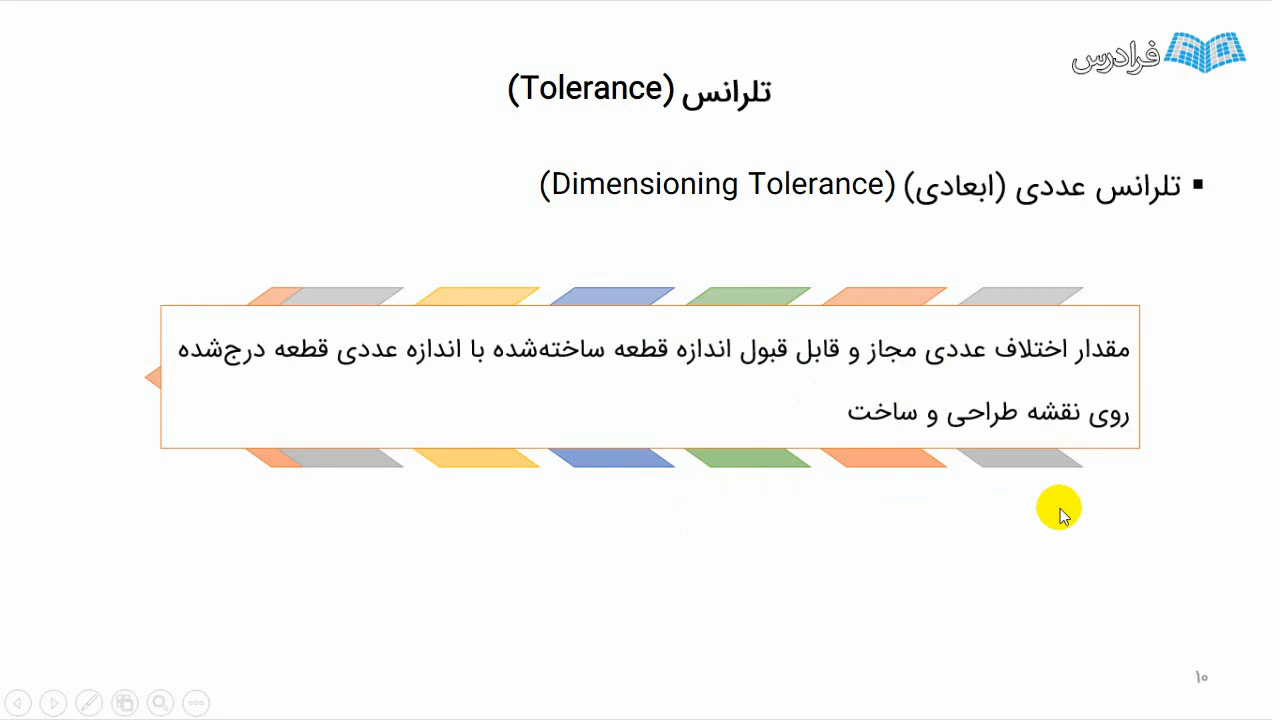 فرادرس
تلرانس (Tolerance)
▪ تلرانس عددی (ابعادی) (Dimensioning Tolerance)
مقدار اختلاف عددی مجاز و قابل قبول اندازه قطعه ساخته‌شده با اندازه عددی قطعه درج‌شده
روی نقشه طراحی و ساخت
۱۰